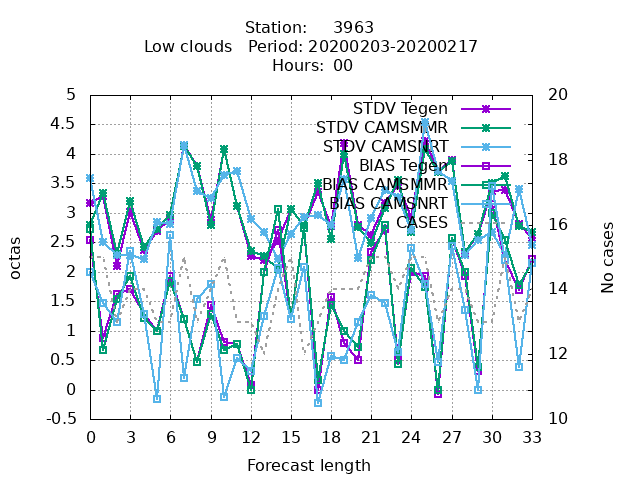 Station: 3963
Low clouds Period: 20200203-20200217
Hours: 00
5
4.5
4
3.5
3
2.5
2
1.5
1
0.5
0
-0.5
octas
STDV Tegen
STDV CAMSMMR
STDV CAMSNRT
BIAS Tegen
BIAS CAMSMMR
BIAS CAMSNRT
CASES
20
18
16
14
12
10
No cases
0 3 6 9 12 15 18 21 24 27 30 33
Forecast length